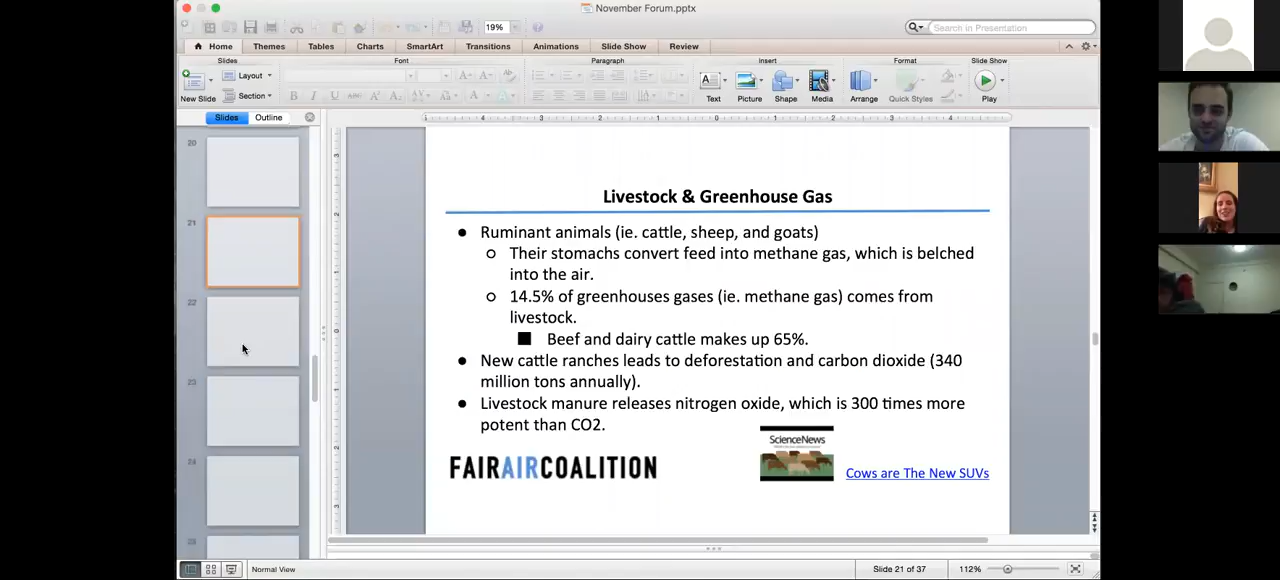 November Forum.pptx
19%
Search in Presentation
Home Themes Tables Charts SmartArt Transitions Animations Slide Show Review
Slides Font Paragraph Insert Format Slide Show
Layout
Section
New Slide
B I U ABC A² A₂
Text Picture Shape Media Arrange Quick Styles Play
Slides Outline
20
21
22
23
24
Livestock & Greenhouse Gas
● Ruminant animals (ie. cattle, sheep, and goats)
○ Their stomachs convert feed into methane gas, which is belched
into the air.
○ 14.5% of greenhouses gases (ie. methane gas) comes from
livestock.
■ Beef and dairy cattle makes up 65%.
● New cattle ranches leads to deforestation and carbon dioxide (340
million tons annually).
● Livestock manure releases nitrogen oxide, which is 300 times more
potent than CO2.
ScienceNews
FAIRAIRCOALITION
Cows are The New SUVs
Normal View
Slide 21 of 37
112%